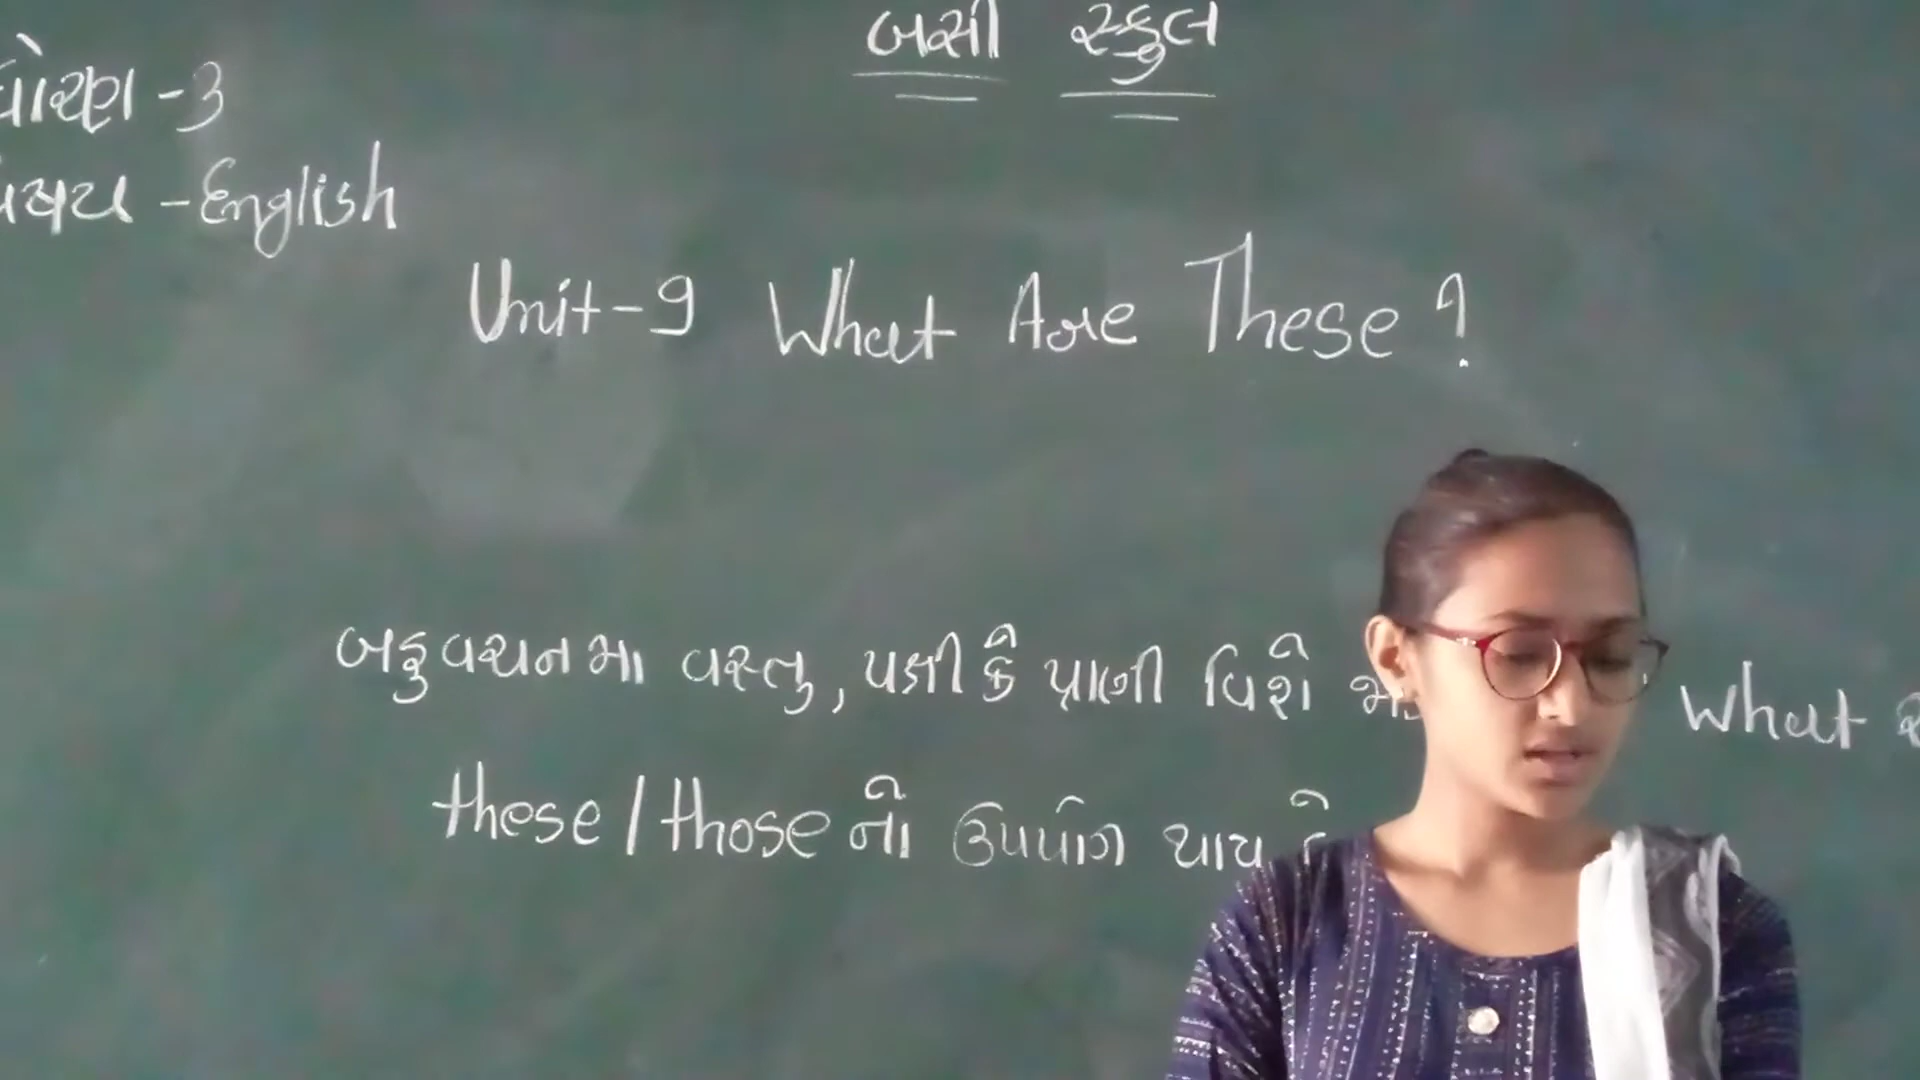 બસી સ્કુલ
ધોરણ -3
વિષય -English
Unit-9 What Are These?
બહુવચનમા વસ્તુ, પક્ષી કે પ્રાણી વિશે What
these/those નો ઉપયોગ થાય